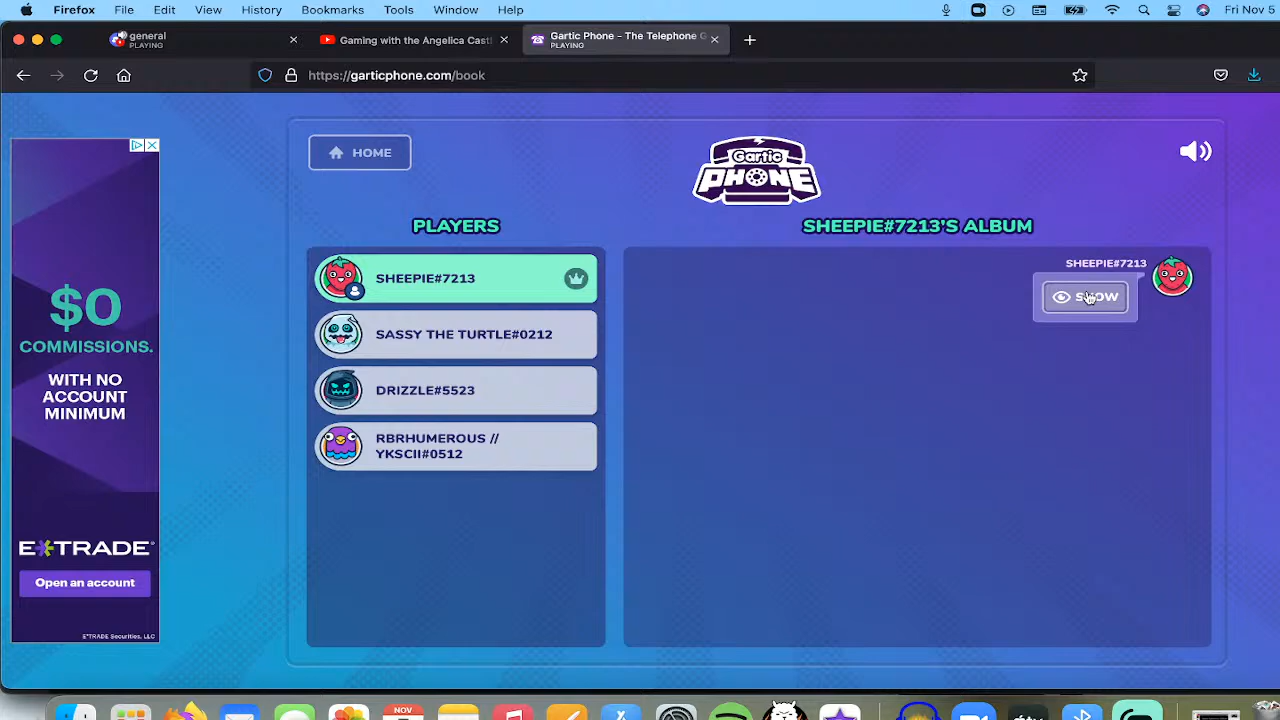 Firefox File Edit View History Bookmarks Tools Window Help Fri Nov 5
general
PLAYING
Gaming with the Angelica Castl
Gartic Phone - The Telephone G
PLAYING
https://garticphone.com/book
HOME
Gartic
PHONE
PLAYERS
SHEEPIE#7213
SASSY THE TURTLE#0212
DRIZZLE#5523
RBRHUMEROUS //
YKSCII#0512
SHEEPIE#7213'S ALBUM
SHEEPIE#7213
SHOW
$0
COMMISSIONS.
WITH NO
ACCOUNT
MINIMUM
E*TRADE®
Open an account
E*TRADE Securities, LLC
NOV